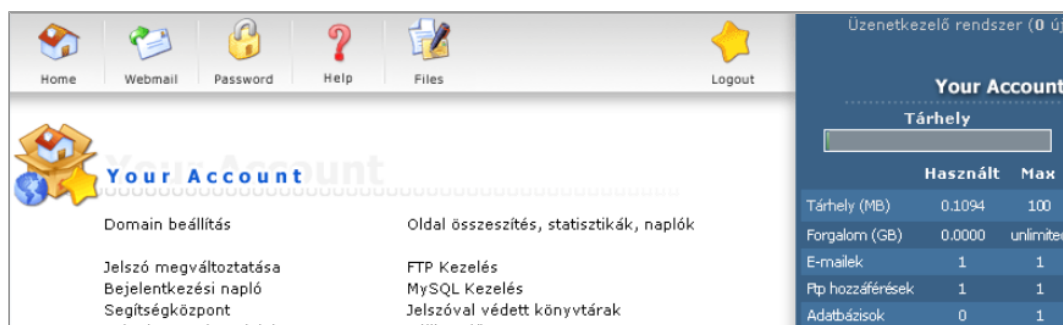 Home Webmail Password Help Files Logout
Your Account
Domain beállítás
Oldal összeszítés, statisztikák, naplók
Jelszó megváltoztatása
FTP Kezelés
Bejelentkezési napló
MySQL Kezelés
Segítségközpont
Jelszóval védett könyvtárak
Üzenetkezelő rendszer (0 új
Your Account
Tárhely
Használt Max
Tárhely (MB) 0.1094 100
Forgalom (GB) 0.0000 unlimited
E-mailek 1 1
Ftp hozzáférések 1 1
Adatbázisok 0 1